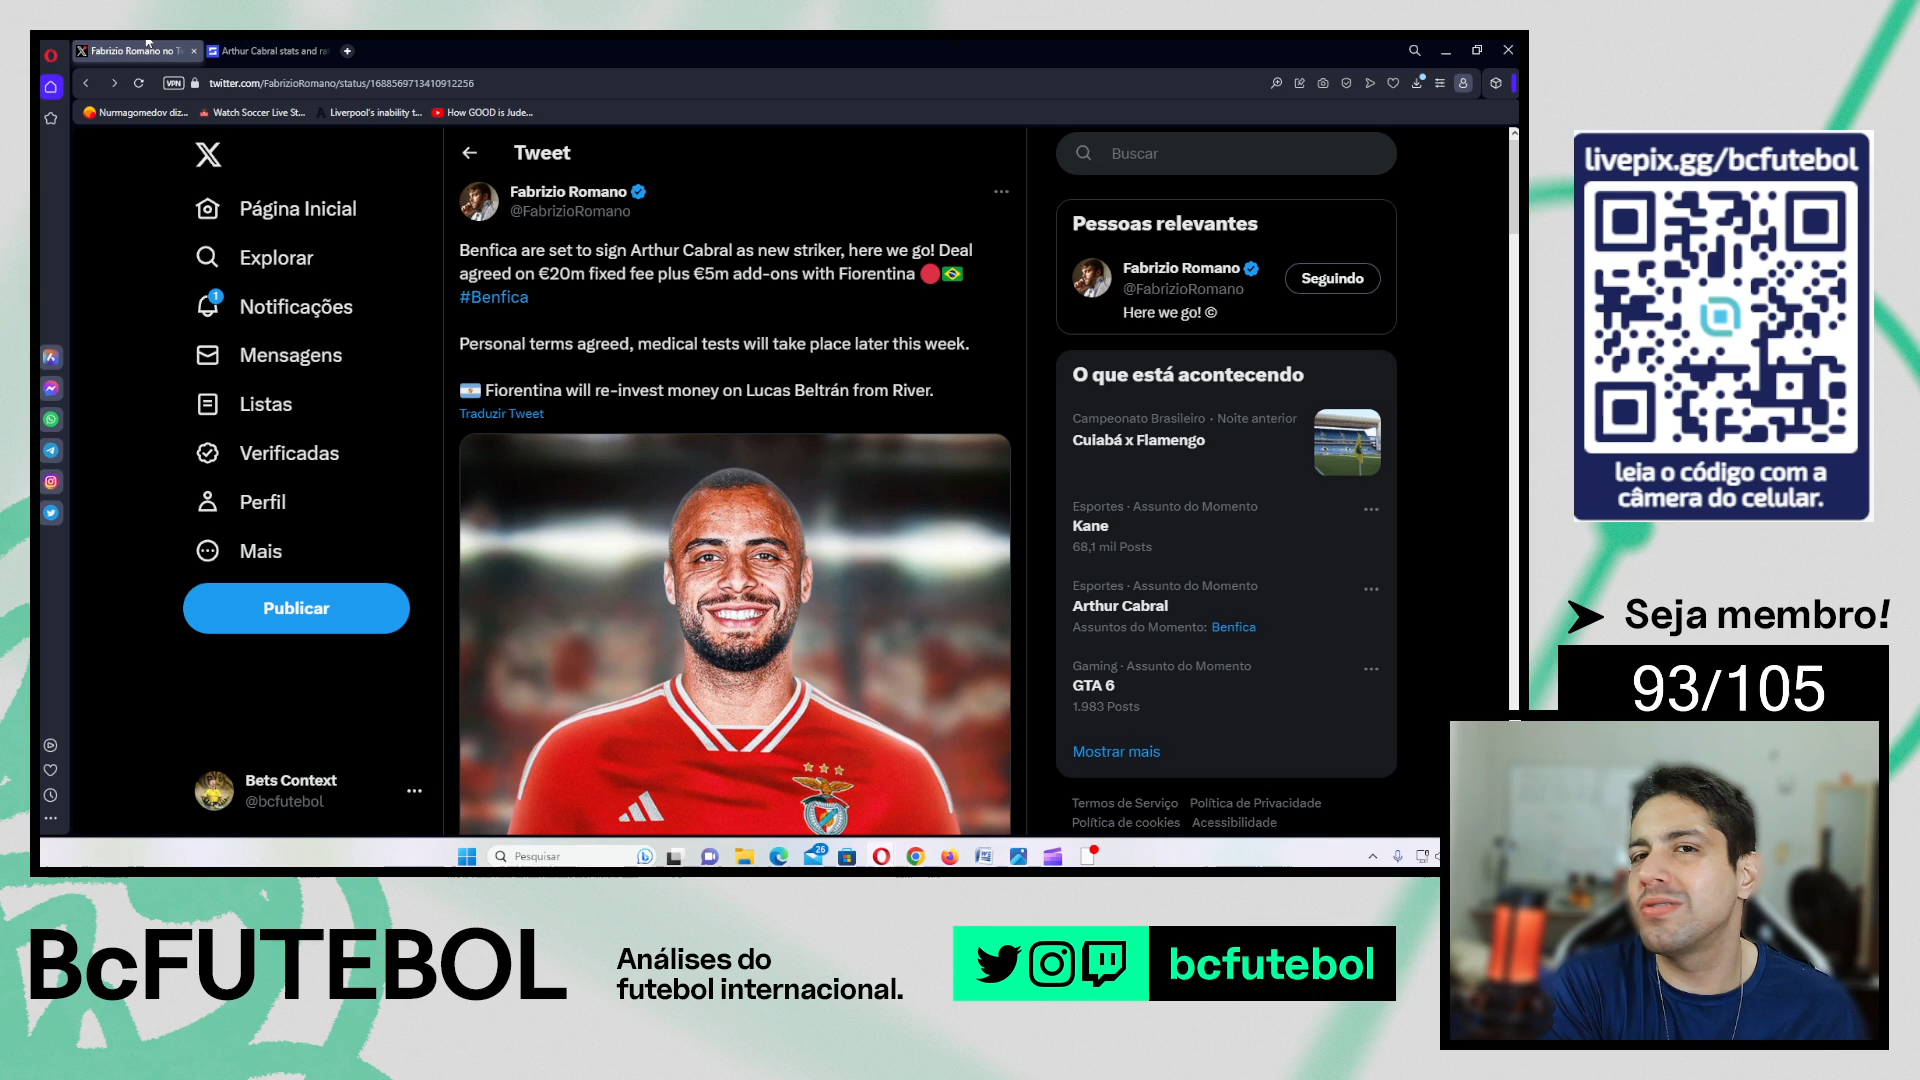 Fabrizio Romano no T
Arthur Cabral stats and ra
VPN
twitter.com/FabrizioRomano/status/1688569713410912256
Nurmagomedov diz...
Watch Soccer Live St...
Liverpool's inability t...
How GOOD is Jude...
Página Inicial
Explorar
1
Notificações
Mensagens
Listas
Verificadas
Perfil
Mais
Publicar
Bets Context
@bcfutebol
Tweet
Fabrizio Romano
@FabrizioRomano
Benfica are set to sign Arthur Cabral as new striker, here we go! Deal
agreed on €20m fixed fee plus €5m add-ons with Fiorentina 🔴🇧🇷
#Benfica
Personal terms agreed, medical tests will take place later this week.
🇦🇷 Fiorentina will re-invest money on Lucas Beltrán from River.
Traduzir Tweet
Buscar
Pessoas relevantes
Fabrizio Romano
@FabrizioRomano
Seguindo
Here we go! ©
O que está acontecendo
Campeonato Brasileiro · Noite anterior
Cuiabá x Flamengo
Esportes · Assunto do Momento
Kane
68,1 mil Posts
Esportes · Assunto do Momento
Arthur Cabral
Assuntos do Momento: Benfica
Gaming · Assunto do Momento
GTA 6
1.983 Posts
Mostrar mais
Termos de Serviço Política de Privacidade
Política de cookies Acessibilidade
Pesquisar
26
livepix.gg/bcfutebol
leia o código com a
câmera do celular.
Seja membro!
93/105
BcFUTEBOL
Análises do
futebol internacional.
bcfutebol